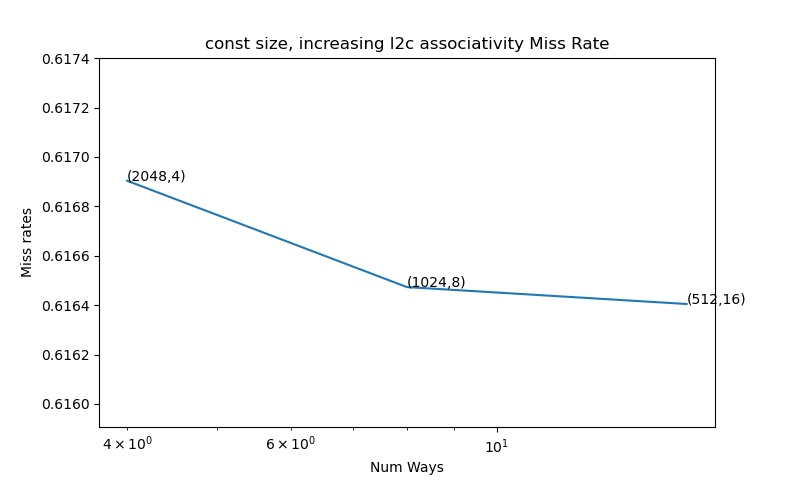 const size, increasing l2c associativity Miss Rate
0.6174
0.6172
0.6170
0.6168
0.6166
0.6164
0.6162
0.6160
Miss rates
(2048,4)
(1024,8)
(512,16)
4 × 10⁰
6 × 10⁰
10¹
Num Ways